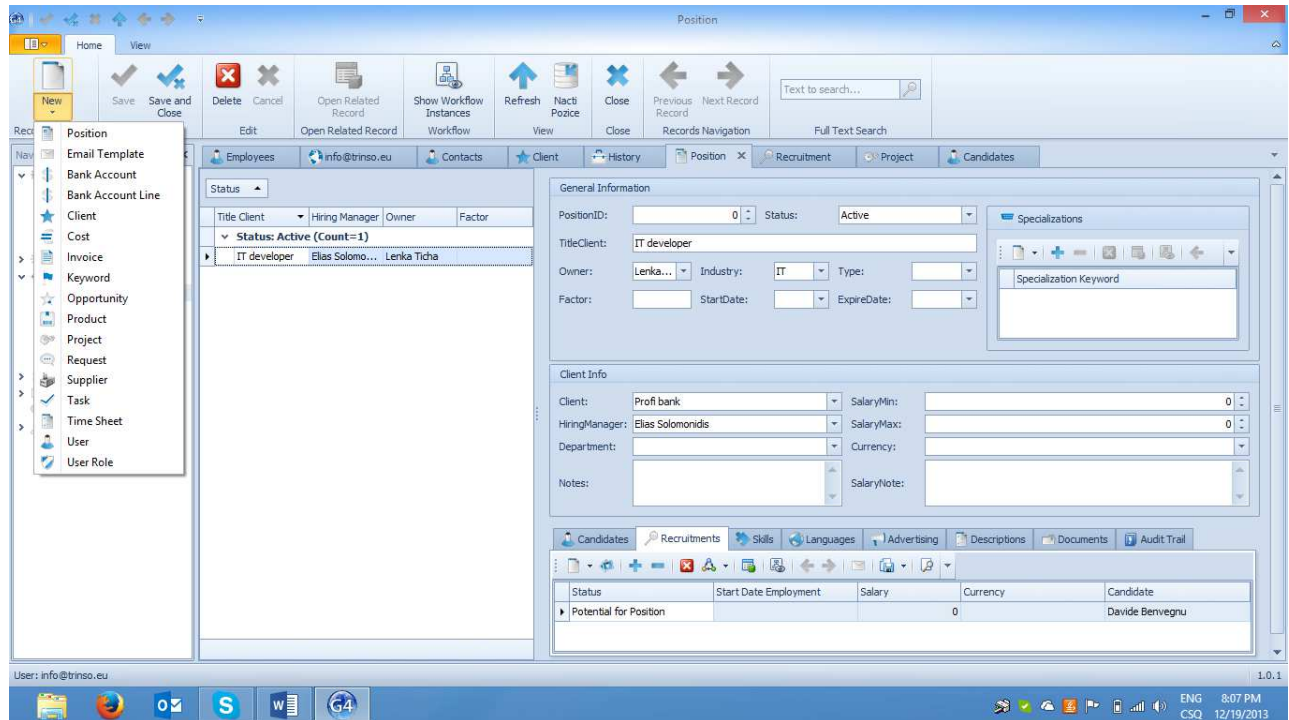 Position
Home View
New Save Save and Close Delete Cancel Open Related Record Show Workflow Instances Refresh Nacti Pozice Close Previous Record Next Record Text to search...
Edit Open Related Record Workflow View Close Records Navigation Full Text Search
Position
Email Template
Bank Account
Bank Account Line
Client
Cost
Invoice
Keyword
Opportunity
Product
Project
Request
Supplier
Task
Time Sheet
User
User Role
Employees info@trinso.eu Contacts Client History Position Recruitment Project Candidates
Status
Title Client Hiring Manager Owner Factor
Status: Active (Count=1)
IT developer Elias Solomo... Lenka Ticha
General Information
PositionID: 0 Status: Active
TitleClient: IT developer
Owner: Lenka... Industry: IT Type:
Factor: StartDate: ExpireDate:
Specializations
Specialization Keyword
Client Info
Client: Profi bank SalaryMin: 0
HiringManager: Elias Solomonidis SalaryMax: 0
Department: Currency:
Notes: SalaryNote:
Candidates Recruitments Skills Languages Advertising Descriptions Documents Audit Trail
Status Start Date Employment Salary Currency Candidate
Potential for Position 0 Davide Benvegnu
User: info@trinso.eu 1.0.1
G4 ENG 8:07 PM
CSQ 12/19/2013